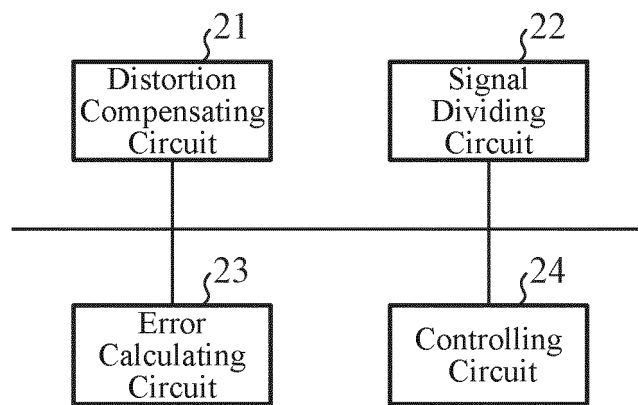 21
Distortion
Compensating
Circuit
22
Signal
Dividing
Circuit
23
Error
Calculating
Circuit
24
Controlling
Circuit